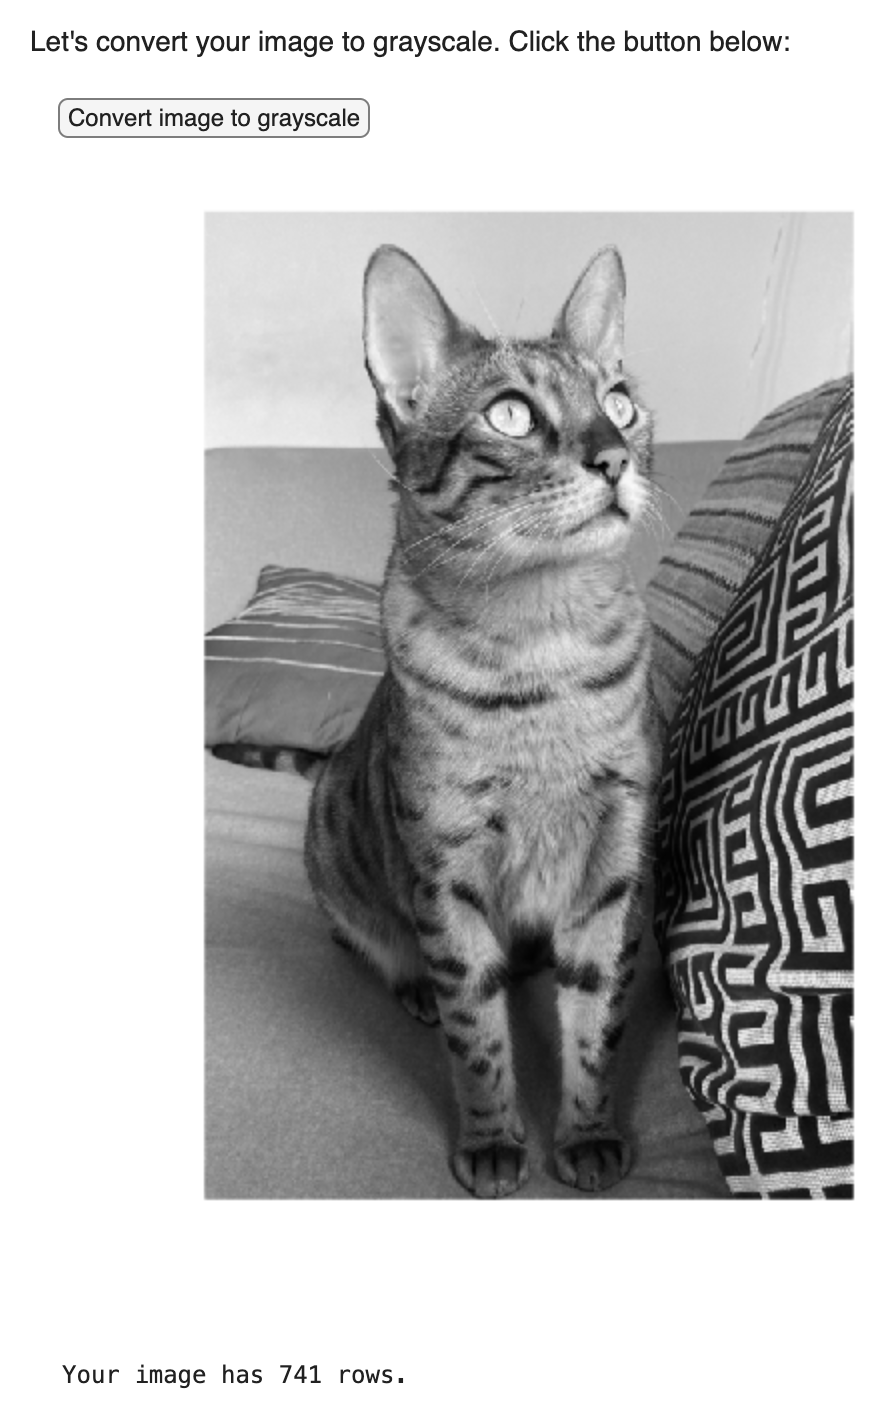 Let's convert your image to grayscale. Click the button below:
Convert image to grayscale
Your image has 741 rows.